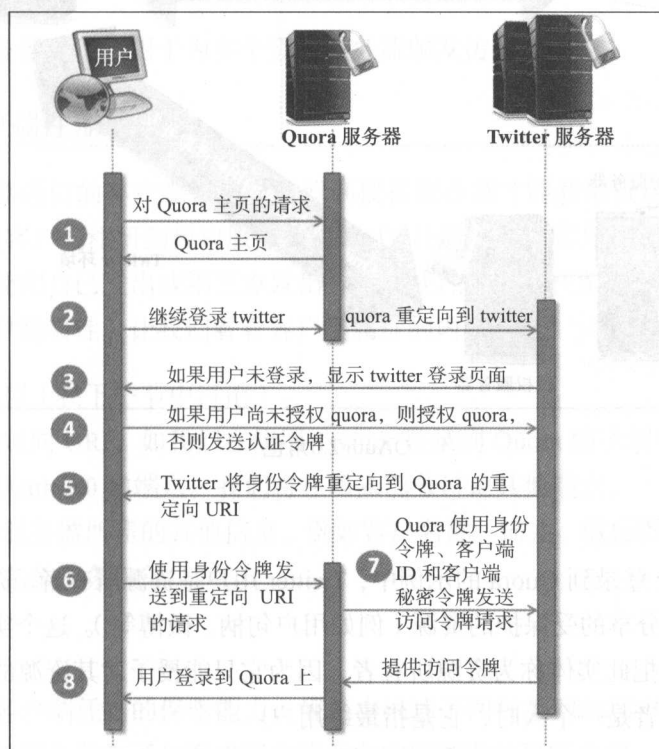 用户
Quora 服务器
Twitter 服务器
1
对 Quora 主页的请求
Quora 主页
2
继续登录 twitter
quora 重定向到 twitter
3
如果用户未登录，显示 twitter 登录页面
4
如果用户尚未授权 quora，则授权 quora，
否则发送认证令牌
5
Twitter 将身份令牌重定向到 Quora 的重
定向 URI
6
使用身份令牌发
送到重定向 URI
的请求
7
Quora 使用身份
令牌、客户端
ID 和客户端
秘密令牌发送
访问令牌请求
提供访问令牌
8
用户登录到 Quora 上